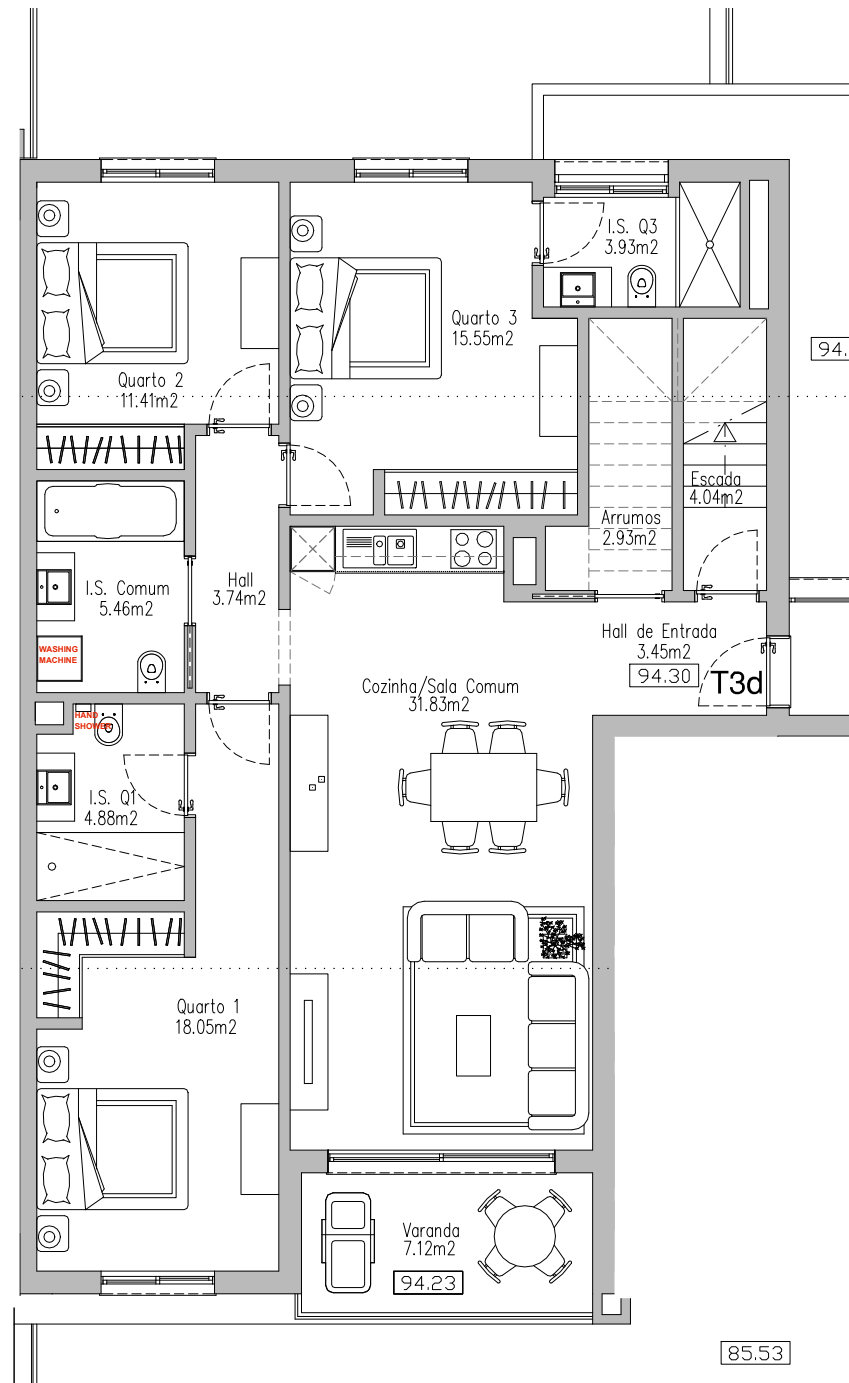 I.S. Q3
3.93m2
Quarto 3
15.55m2
94.
Quarto 2
11.41m2
Escada
4.04m2
Arrumos
2.93m2
Hall
3.74m2
I.S. Comum
5.46m2
Hall de Entrada
3.45m2
94.30
T3d
WASHING
MACHINE
Cozinha/Sala Comum
31.83m2
HAND
SHOWER
I.S. Q1
4.88m2
Quarto 1
18.05m2
Varanda
7.12m2
94.23
85.53